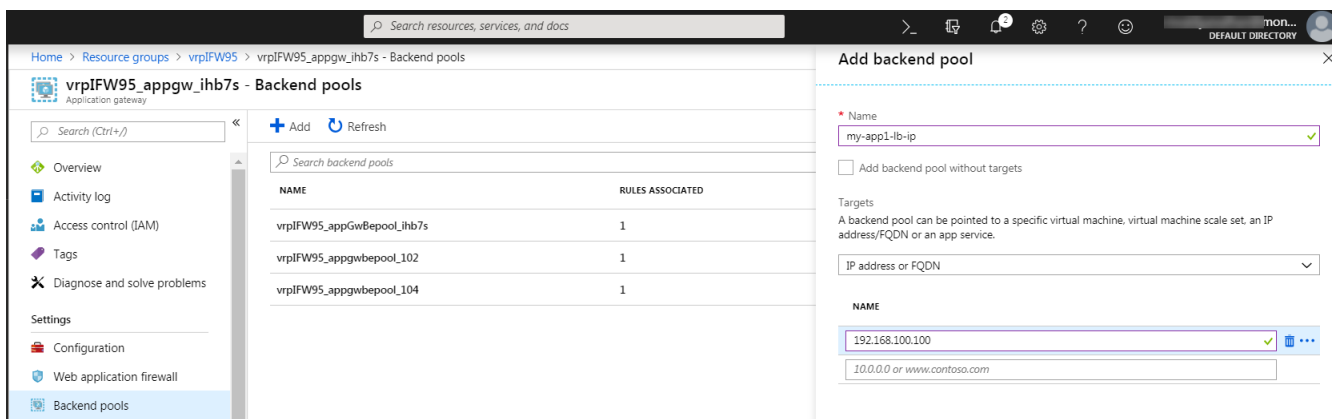 Search resources, services, and docs
2
mon...
DEFAULT DIRECTORY
Home > Resource groups > vrpIFW95 > vrpIFW95_appgw_ihb7s - Backend pools
vrpIFW95_appgw_ihb7s - Backend pools
Application gateway
Search (Ctrl+/)
«
Overview
Activity log
Access control (IAM)
Tags
Diagnose and solve problems
Settings
Configuration
Web application firewall
Backend pools
Add
Refresh
Search backend pools
NAME RULES ASSOCIATED
vrpIFW95_appGwBepool_ihb7s 1
vrpIFW95_appgwbepool_102 1
vrpIFW95_appgwbepool_104 1
Add backend pool
* Name
my-app1-lb-ip
Add backend pool without targets
Targets
A backend pool can be pointed to a specific virtual machine, virtual machine scale set, an IP
address/FQDN or an app service.
IP address or FQDN
NAME
192.168.100.100
10.0.0.0 or www.contoso.com